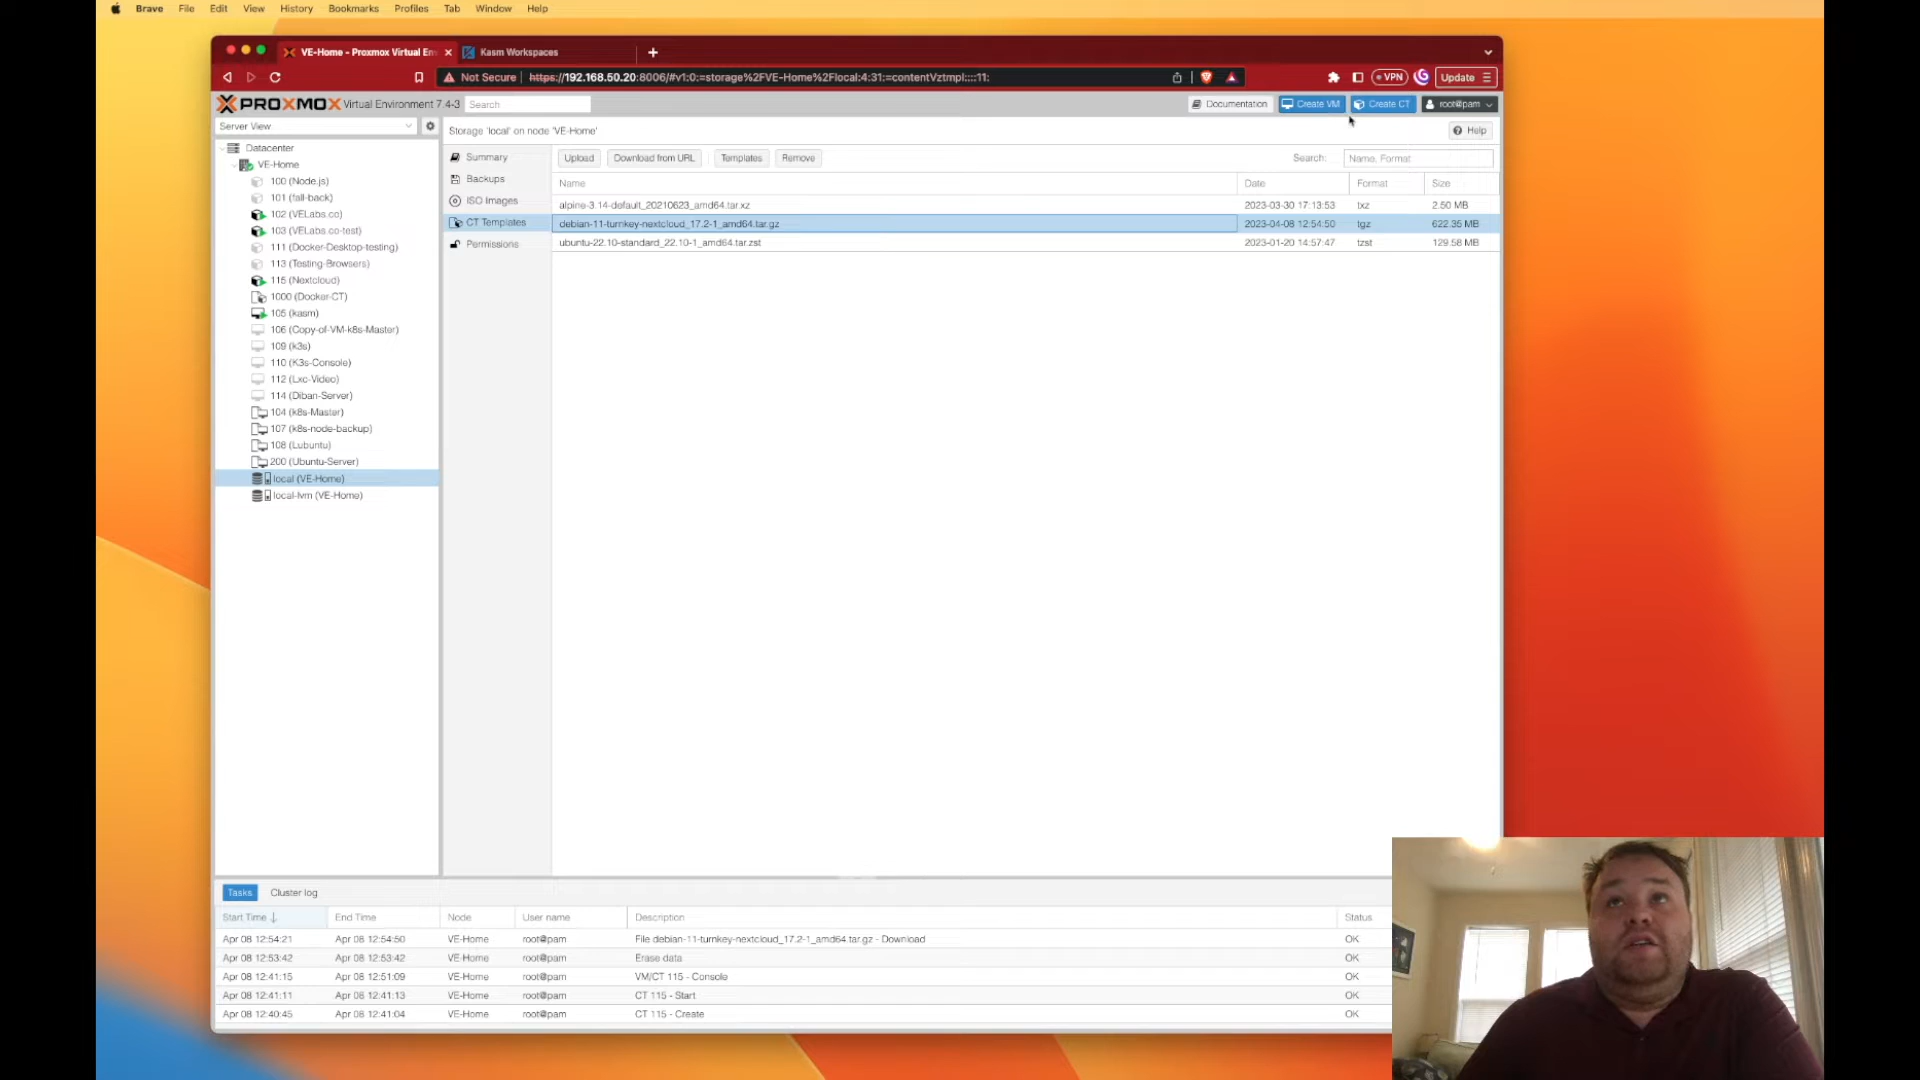 Brave File Edit View History Bookmarks Profiles Tab Window Help
VE-Home - Proxmox Virtual En Kasm Workspaces
Not Secure https://192.168.50.20:8006/#v1:0:=storage%2FVE-Home%2Flocal:4:31:=contentVztmpl::::11: VPN Update
PROXMOX Virtual Environment 7.4-3 Search Documentation Create VM Create CT root@pam
Server View Storage 'local' on node 'VE-Home' Help
Datacenter
VE-Home
100 (Node.js)
101 (fall-back)
102 (VELabs.co)
103 (VELabs.co-test)
111 (Docker-Desktop-testing)
113 (Testing-Browsers)
115 (Nextcloud)
1000 (Docker-CT)
105 (kasm)
106 (Copy-of-VM-k8s-Master)
109 (k3s)
110 (K3s-Console)
112 (Lxc-Video)
114 (Diban-Server)
104 (k8s-Master)
107 (k8s-node-backup)
108 (Lubuntu)
200 (Ubuntu-Server)
local (VE-Home)
local-lvm (VE-Home)
Summary
Backups
ISO Images
CT Templates
Permissions
Upload Download from URL Templates Remove Search: Name, Format
Name Date Format Size
alpine-3.14-default_20210623_amd64.tar.xz 2023-03-30 17:13:53 txz 2.50 MB
debian-11-turnkey-nextcloud_17.2-1_amd64.tar.gz 2023-04-08 12:54:50 tgz 622.35 MB
ubuntu-22.10-standard_22.10-1_amd64.tar.zst 2023-01-20 14:57:47 tzst 129.58 MB
Tasks Cluster log
Start Time End Time Node User name Description Status
Apr 08 12:54:21 Apr 08 12:54:50 VE-Home root@pam File debian-11-turnkey-nextcloud_17.2-1_amd64.tar.gz - Download OK
Apr 08 12:53:42 Apr 08 12:53:42 VE-Home root@pam Erase data OK
Apr 08 12:41:15 Apr 08 12:51:09 VE-Home root@pam VM/CT 115 - Console OK
Apr 08 12:41:11 Apr 08 12:41:13 VE-Home root@pam CT 115 - Start OK
Apr 08 12:40:45 Apr 08 12:41:04 VE-Home root@pam CT 115 - Create OK